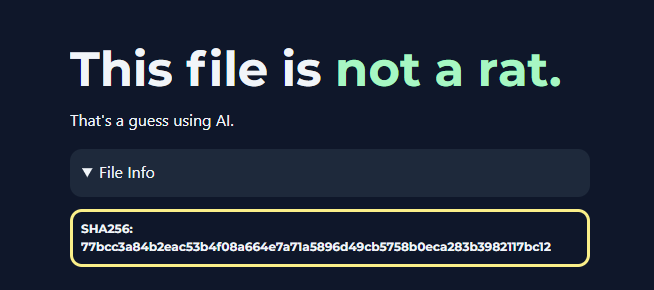 This file is not a rat.
That's a guess using AI.
▼ File Info
SHA256:
77bcc3a84b2eac53b4f08a664e7a71a5896d49cb5758b0eca283b3982117bc12